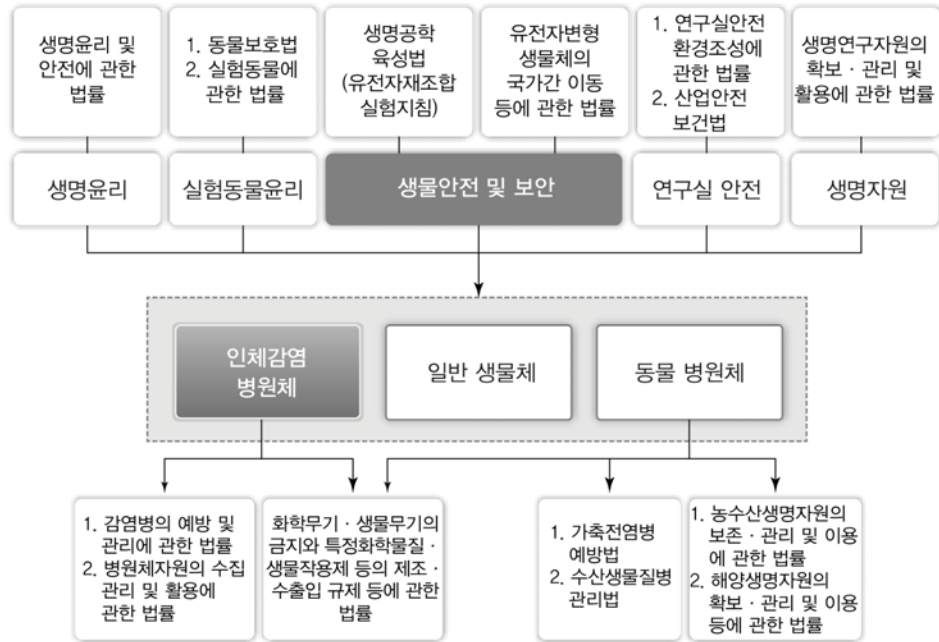 생명윤리 및
안전에 관한
법률
1. 동물보호법
2. 실험동물에
관한 법률
생명공학
육성법
(유전자재조합
실험지침)
유전자변형
생물체의
국가간 이동
등에 관한 법률
1. 연구실안전
환경조성에
관한 법률
2. 산업안전
보건법
생명연구자원의
확보 · 관리 및
활용에 관한 법률
생명윤리
실험동물윤리
생물안전 및 보안
연구실 안전
생명자원
인체감염
병원체
일반 생물체
동물 병원체
1. 감염병의 예방 및
관리에 관한 법률
2. 병원체자원의 수집
관리 및 활용에
관한 법률
화학무기 · 생물무기의
금지와 특정화학물질 ·
생물작용제 등의 제조 ·
수출입 규제 등에 관한
법률
1. 가축전염병
예방법
2. 수산생물질병
관리법
1. 농수산생명자원의
보존 · 관리 및 이용
에 관한 법률
2. 해양생명자원의
확보 · 관리 및 이용
등에 관한 법률